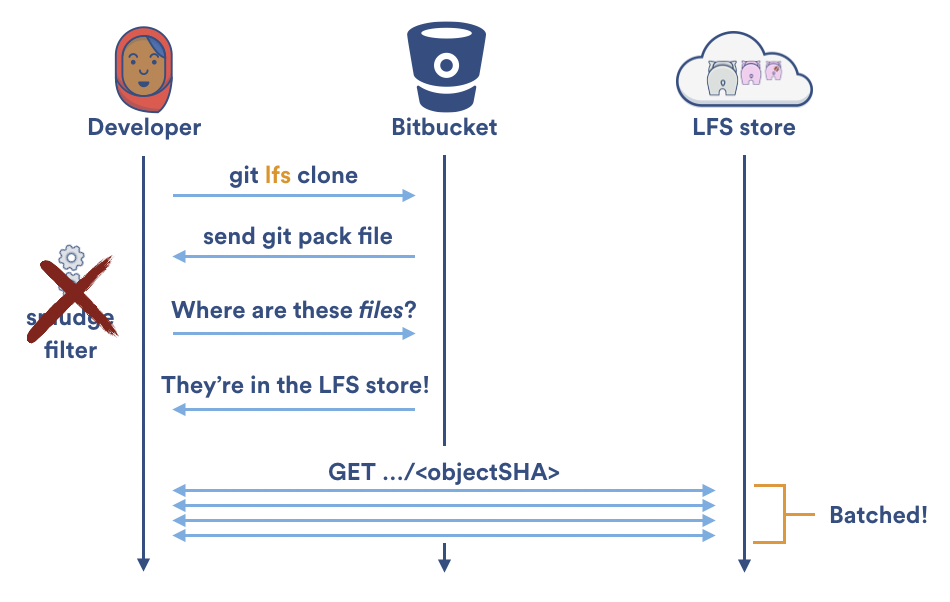 Developer
Bitbucket
LFS store
git lfs clone
send git pack file
smudge
filter
Where are these files?
They’re in the LFS store!
GET .../<objectSHA>
Batched!